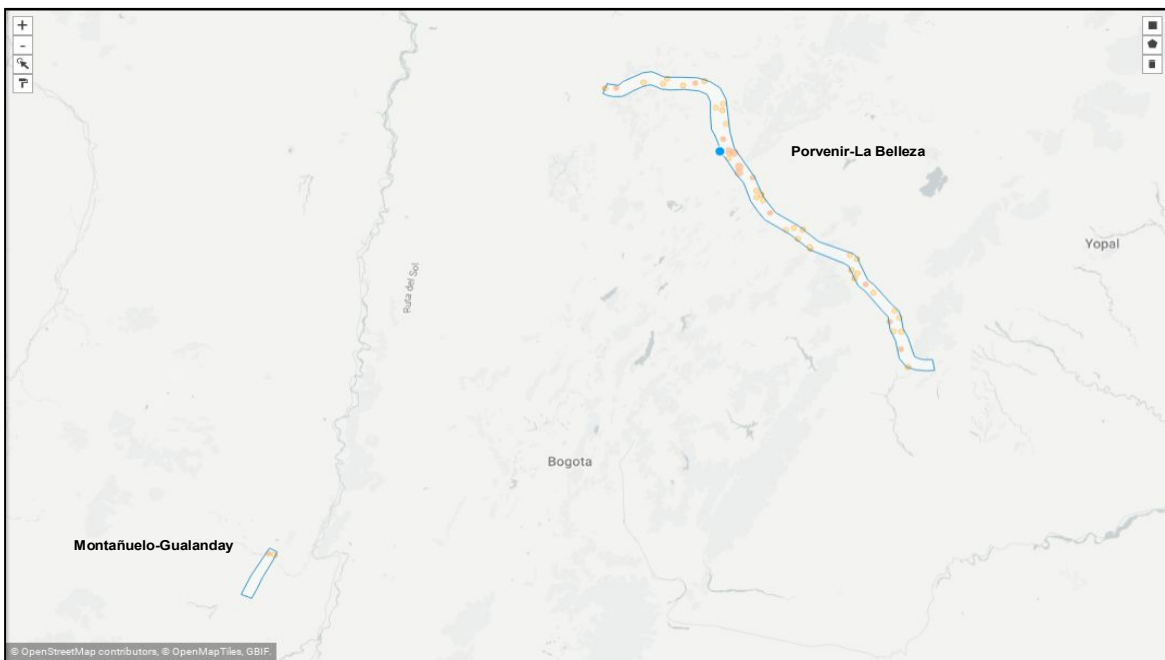 +
-
Porvenir-La Belleza
Yopal
Ruta del Sol
Bogota
Montañuelo-Gualanday
© OpenStreetMap contributors, © OpenMapTiles, GBIF.